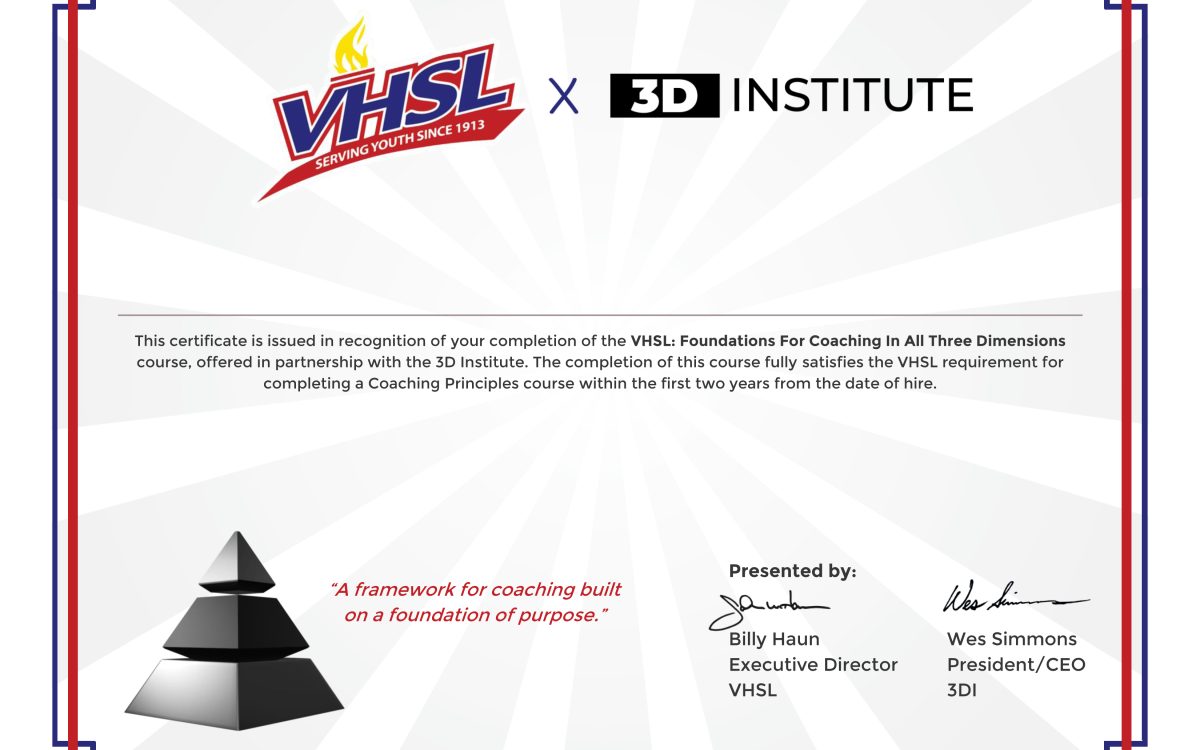 VHSL
SERVING YOUTH SINCE 1913
X
3D INSTITUTE
This certificate is issued in recognition of your completion of the VHSL: Foundations For Coaching In All Three Dimensions
course, offered in partnership with the 3D Institute. The completion of this course fully satisfies the VHSL requirement for
completing a Coaching Principles course within the first two years from the date of hire.
“A framework for coaching built
on a foundation of purpose.”
Presented by:
Wes Simmons
Billy Haun
Executive Director
VHSL
Wes Simmons
President/CEO
3DI